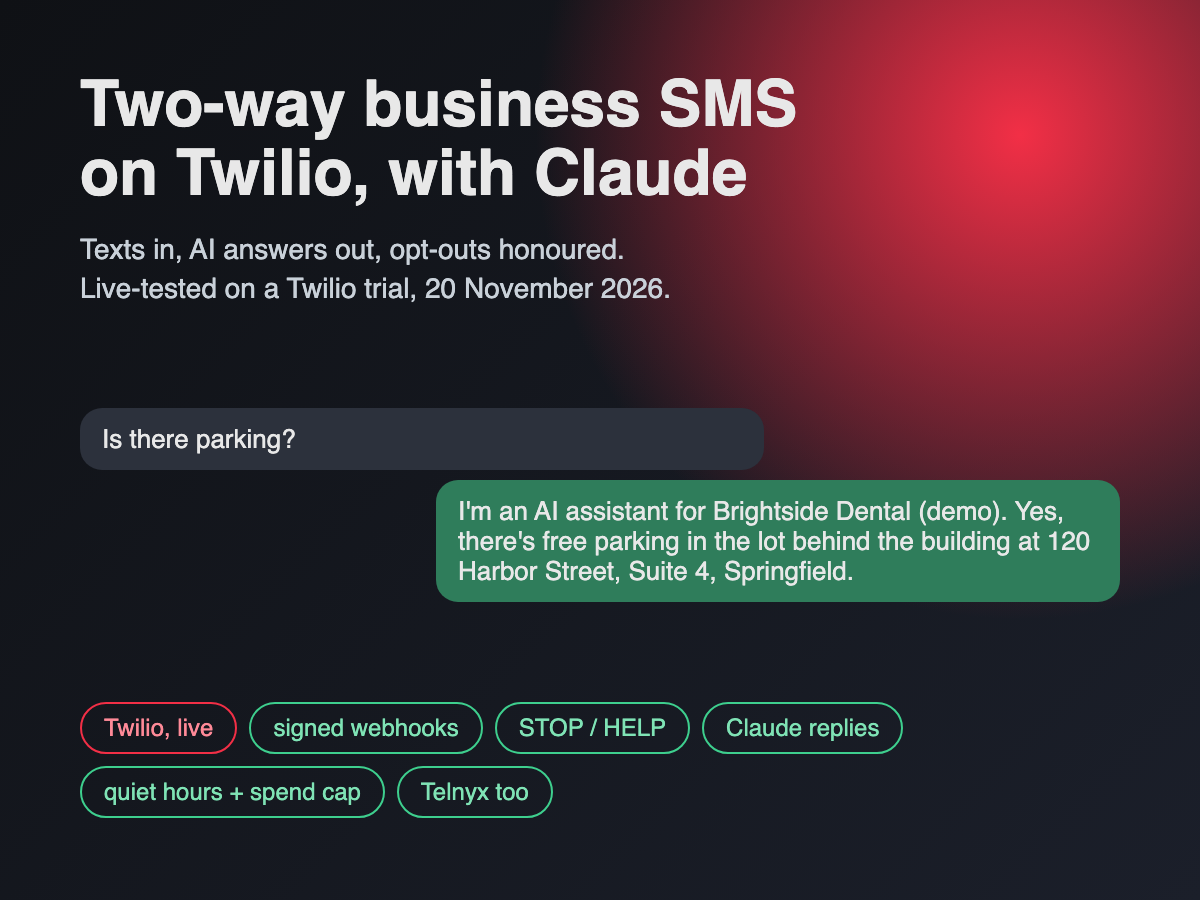 Two-way business SMS
on Twilio, with Claude
Texts in, AI answers out, opt-outs honoured.
Live-tested on a Twilio trial, 20 November 2026.
Is there parking?
I'm an AI assistant for Brightside Dental (demo). Yes,
there's free parking in the lot behind the building at 120
Harbor Street, Suite 4, Springfield.
Twilio, live
signed webhooks
STOP / HELP
Claude replies
quiet hours + spend cap
Telnyx too